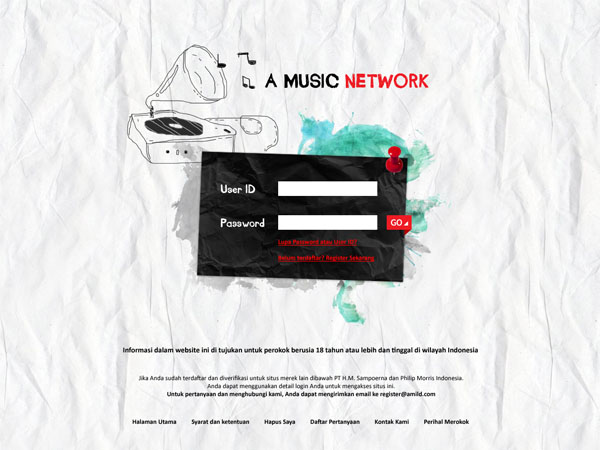 A MUSIC NETWORK
User ID
Password
GO
Lupa Password atau User ID?
Belum terdaftar? Register Sekarang
Informasi dalam website ini di tujukan untuk perokok berusia 18 tahun atau lebih dan tinggal di wilayah Indonesia
Jika Anda sudah terdaftar dan diverifikasi untuk situs merek lain dibawah PT H.M. Sampoerna dan Philip Morris Indonesia.
Anda dapat menggunakan detail login Anda untuk mengakses situs ini.
Untuk pertanyaan dan menghubungi kami, Anda dapat mengirimkan email ke register@amild.com
Halaman Utama Syarat dan ketentuan Hapus Saya Daftar Pertanyaan Kontak Kami Perihal Merokok